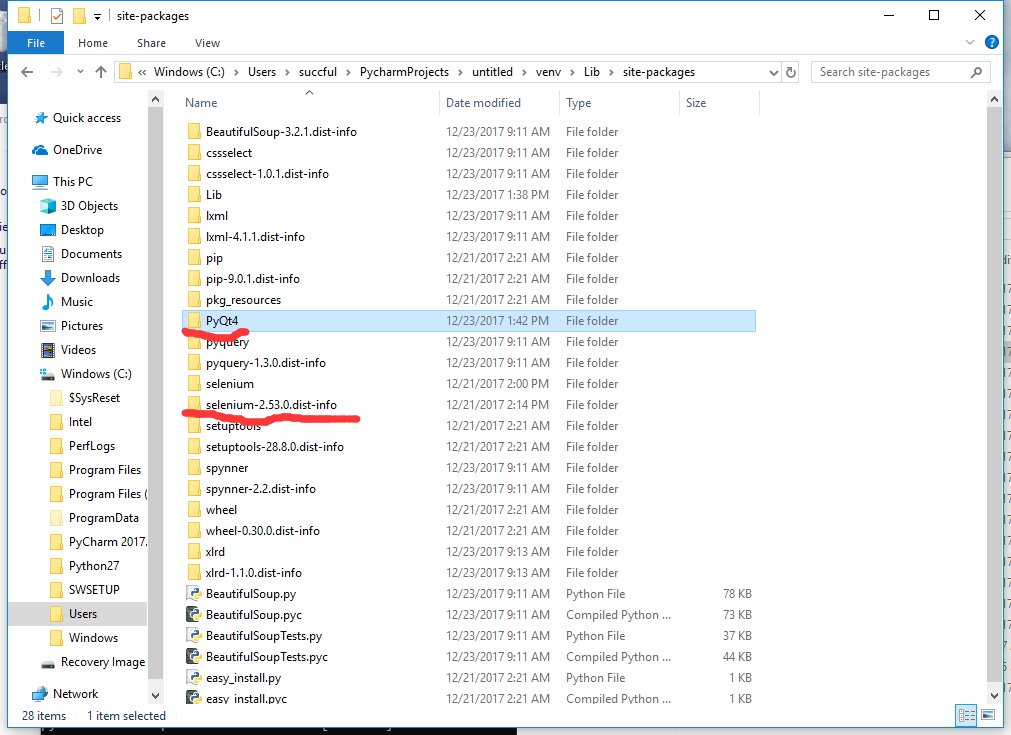 site-packages
File Home Share View
« Windows (C:) > Users > succful > PycharmProjects > untitled > venv > Lib > site-packages Search site-packages
Name Date modified Type Size
Quick access
OneDrive
This PC
3D Objects
Desktop
Documents
Downloads
Music
Pictures
Videos
Windows (C:)
$SysReset
Intel
PerfLogs
Program Files
Program Files (
ProgramData
PyCharm 2017.
Python27
SWSETUP
Users
Windows
Recovery Image
Network
BeautifulSoup-3.2.1.dist-info 12/23/2017 9:11 AM File folder
cssselect 12/23/2017 9:11 AM File folder
cssselect-1.0.1.dist-info 12/23/2017 9:11 AM File folder
Lib 12/23/2017 1:38 PM File folder
lxml 12/23/2017 9:11 AM File folder
lxml-4.1.1.dist-info 12/23/2017 9:11 AM File folder
pip 12/21/2017 2:21 AM File folder
pip-9.0.1.dist-info 12/21/2017 2:21 AM File folder
pkg_resources 12/21/2017 2:21 AM File folder
PyQt4 12/23/2017 1:42 PM File folder
pyquery 12/23/2017 9:11 AM File folder
pyquery-1.3.0.dist-info 12/23/2017 9:11 AM File folder
selenium 12/21/2017 2:00 PM File folder
selenium-2.53.0.dist-info 12/21/2017 2:14 PM File folder
setuptools 12/21/2017 2:21 AM File folder
setuptools-28.8.0.dist-info 12/21/2017 2:21 AM File folder
spynner 12/23/2017 9:11 AM File folder
spynner-2.2.dist-info 12/23/2017 9:11 AM File folder
wheel 12/21/2017 2:21 AM File folder
wheel-0.30.0.dist-info 12/21/2017 2:21 AM File folder
xlrd 12/23/2017 9:13 AM File folder
xlrd-1.1.0.dist-info 12/23/2017 9:13 AM File folder
BeautifulSoup.py 12/23/2017 9:11 AM Python File 78 KB
BeautifulSoup.pyc 12/23/2017 9:11 AM Compiled Python ... 73 KB
BeautifulSoupTests.py 12/23/2017 9:11 AM Python File 37 KB
BeautifulSoupTests.pyc 12/23/2017 9:11 AM Compiled Python ... 44 KB
easy_install.py 12/21/2017 2:21 AM Python File 1 KB
easy_install.pyc 12/21/2017 2:21 AM Compiled Python ... 1 KB
28 items 1 item selected